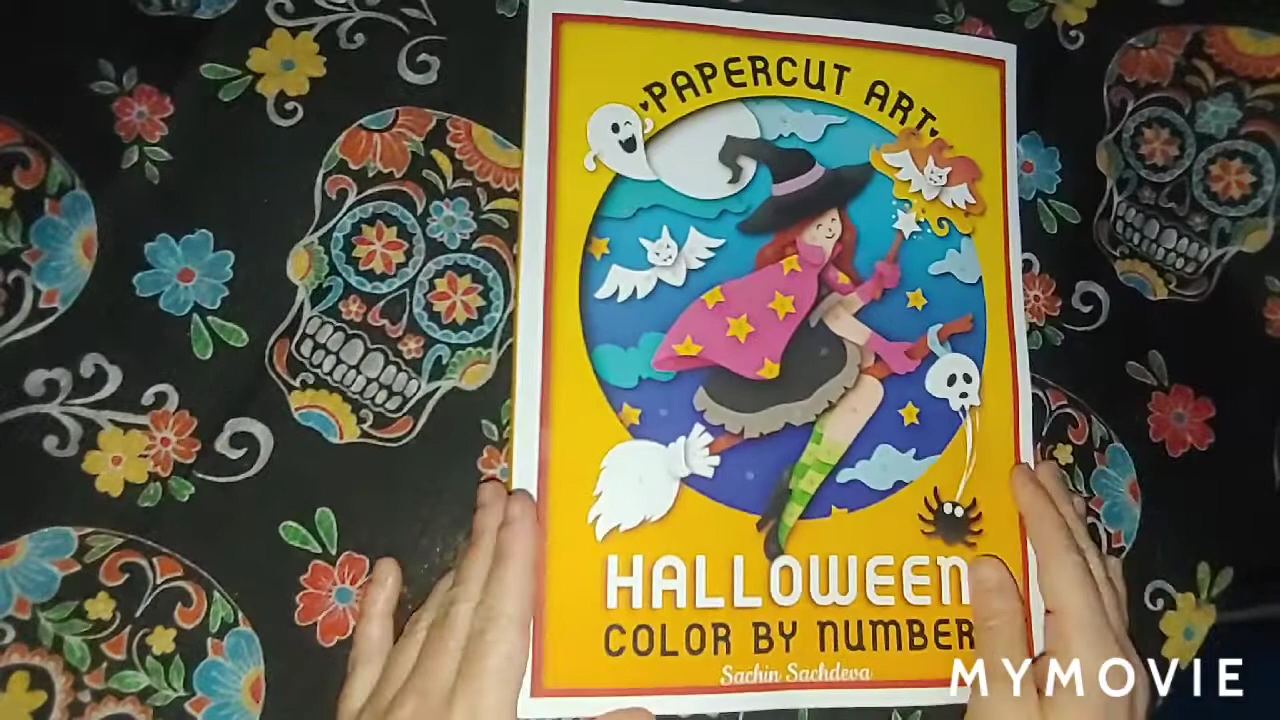 PAPERCUT ART
HALLOWEEN
COLOR BY NUMBER
Sachin Sachdeva
MYMOVIE